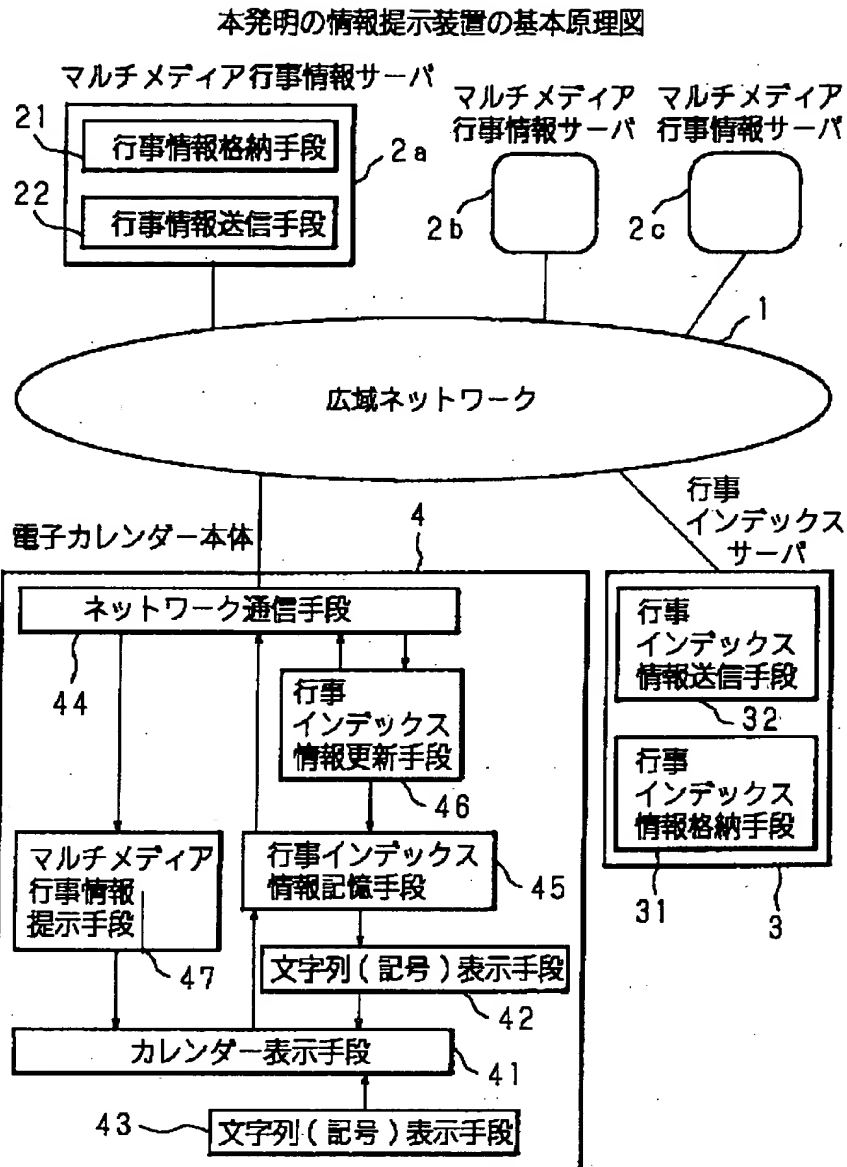 本発明の情報提示装置の基本原理図
マルチメディア行事情報サーバ
21
行事情報格納手段
22
行事情報送信手段
2a
マルチメディア
行事情報サーバ
2b
マルチメディア
行事情報サーバ
2c
1
広域ネットワーク
電子カレンダー本体
4
行事
インデックス
サーバ
ネットワーク通信手段
44
行事
インデックス
情報更新手段
46
行事
インデックス
情報送信手段
32
行事
インデックス
情報格納手段
31
3
マルチメディア
行事情報
提示手段
47
行事インデックス
情報記憶手段
45
文字列(記号)表示手段
42
カレンダー表示手段
41
43
文字列(記号)表示手段